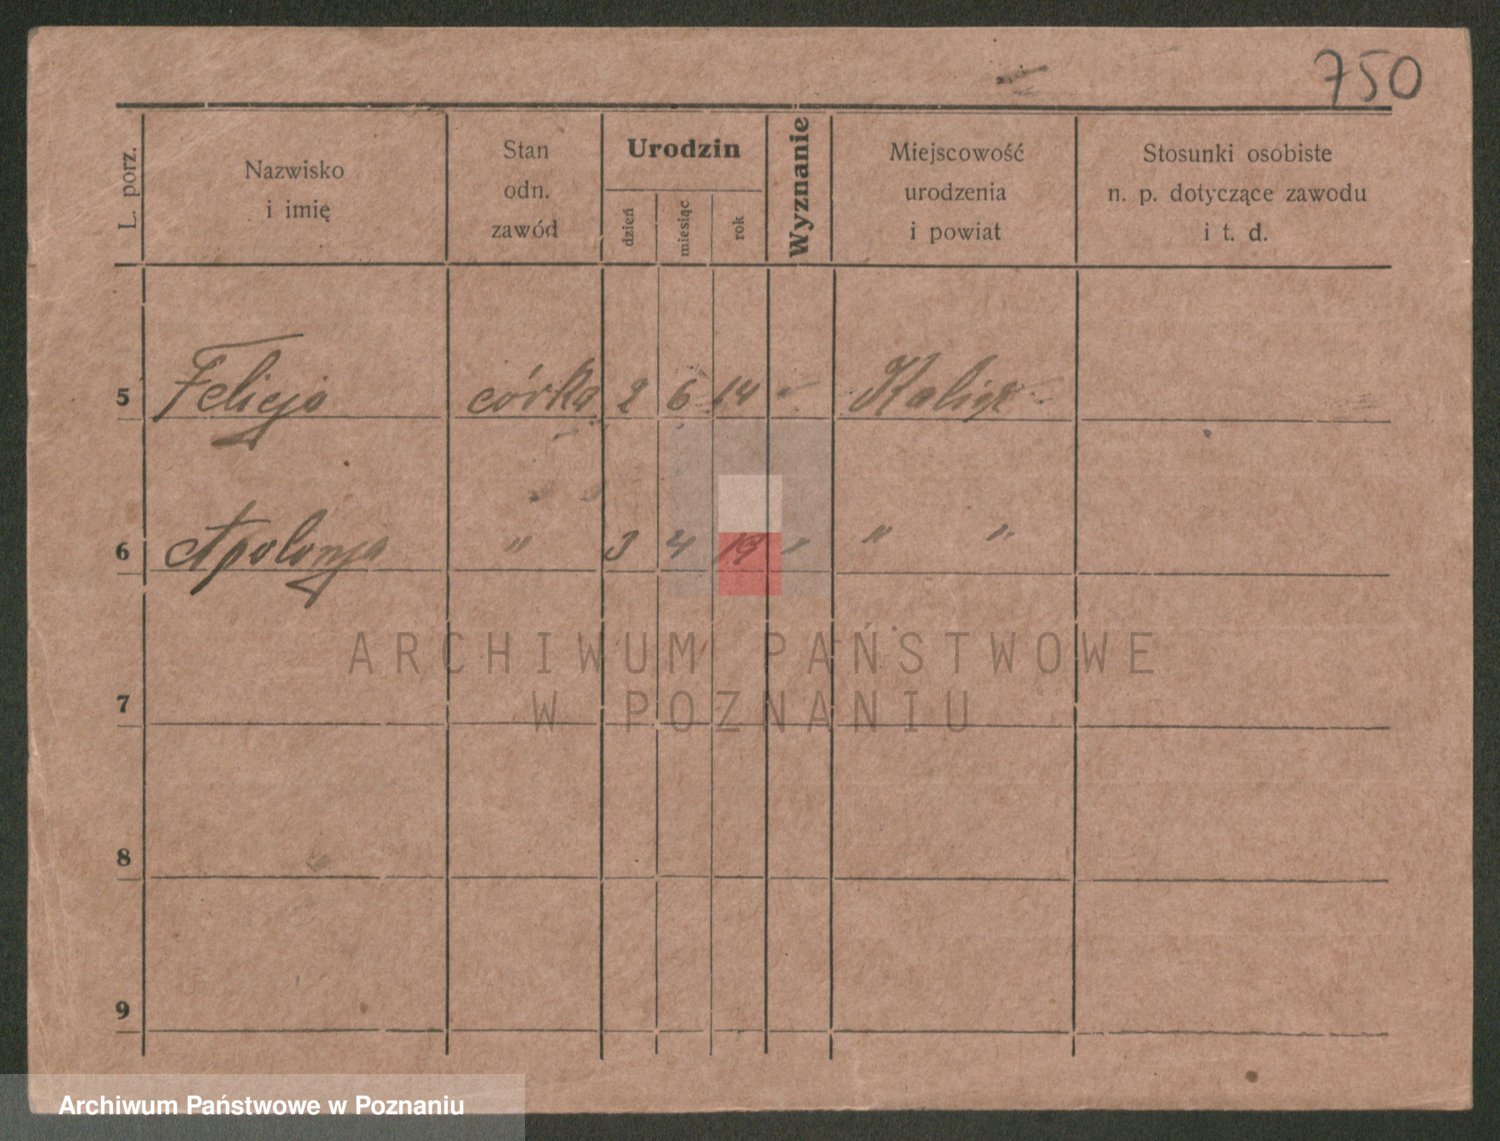 750
L. porz.
Nazwisko
i imię
Stan
odn.
zawód
Urodzin
dzień
miesiąc
rok
Wyznanie
Miejscowość
urodzenia
i powiat
Stosunki osobiste
n. p. dotyczące zawodu
i t. d.
5 Felicja córka 2 6 14 " Kalisz
6 Apolonja " 3 4 19 " " "
ARCHIWUM PAŃSTWOWE
W POZNANIU
7
8
9
Archiwum Państwowe w Poznaniu